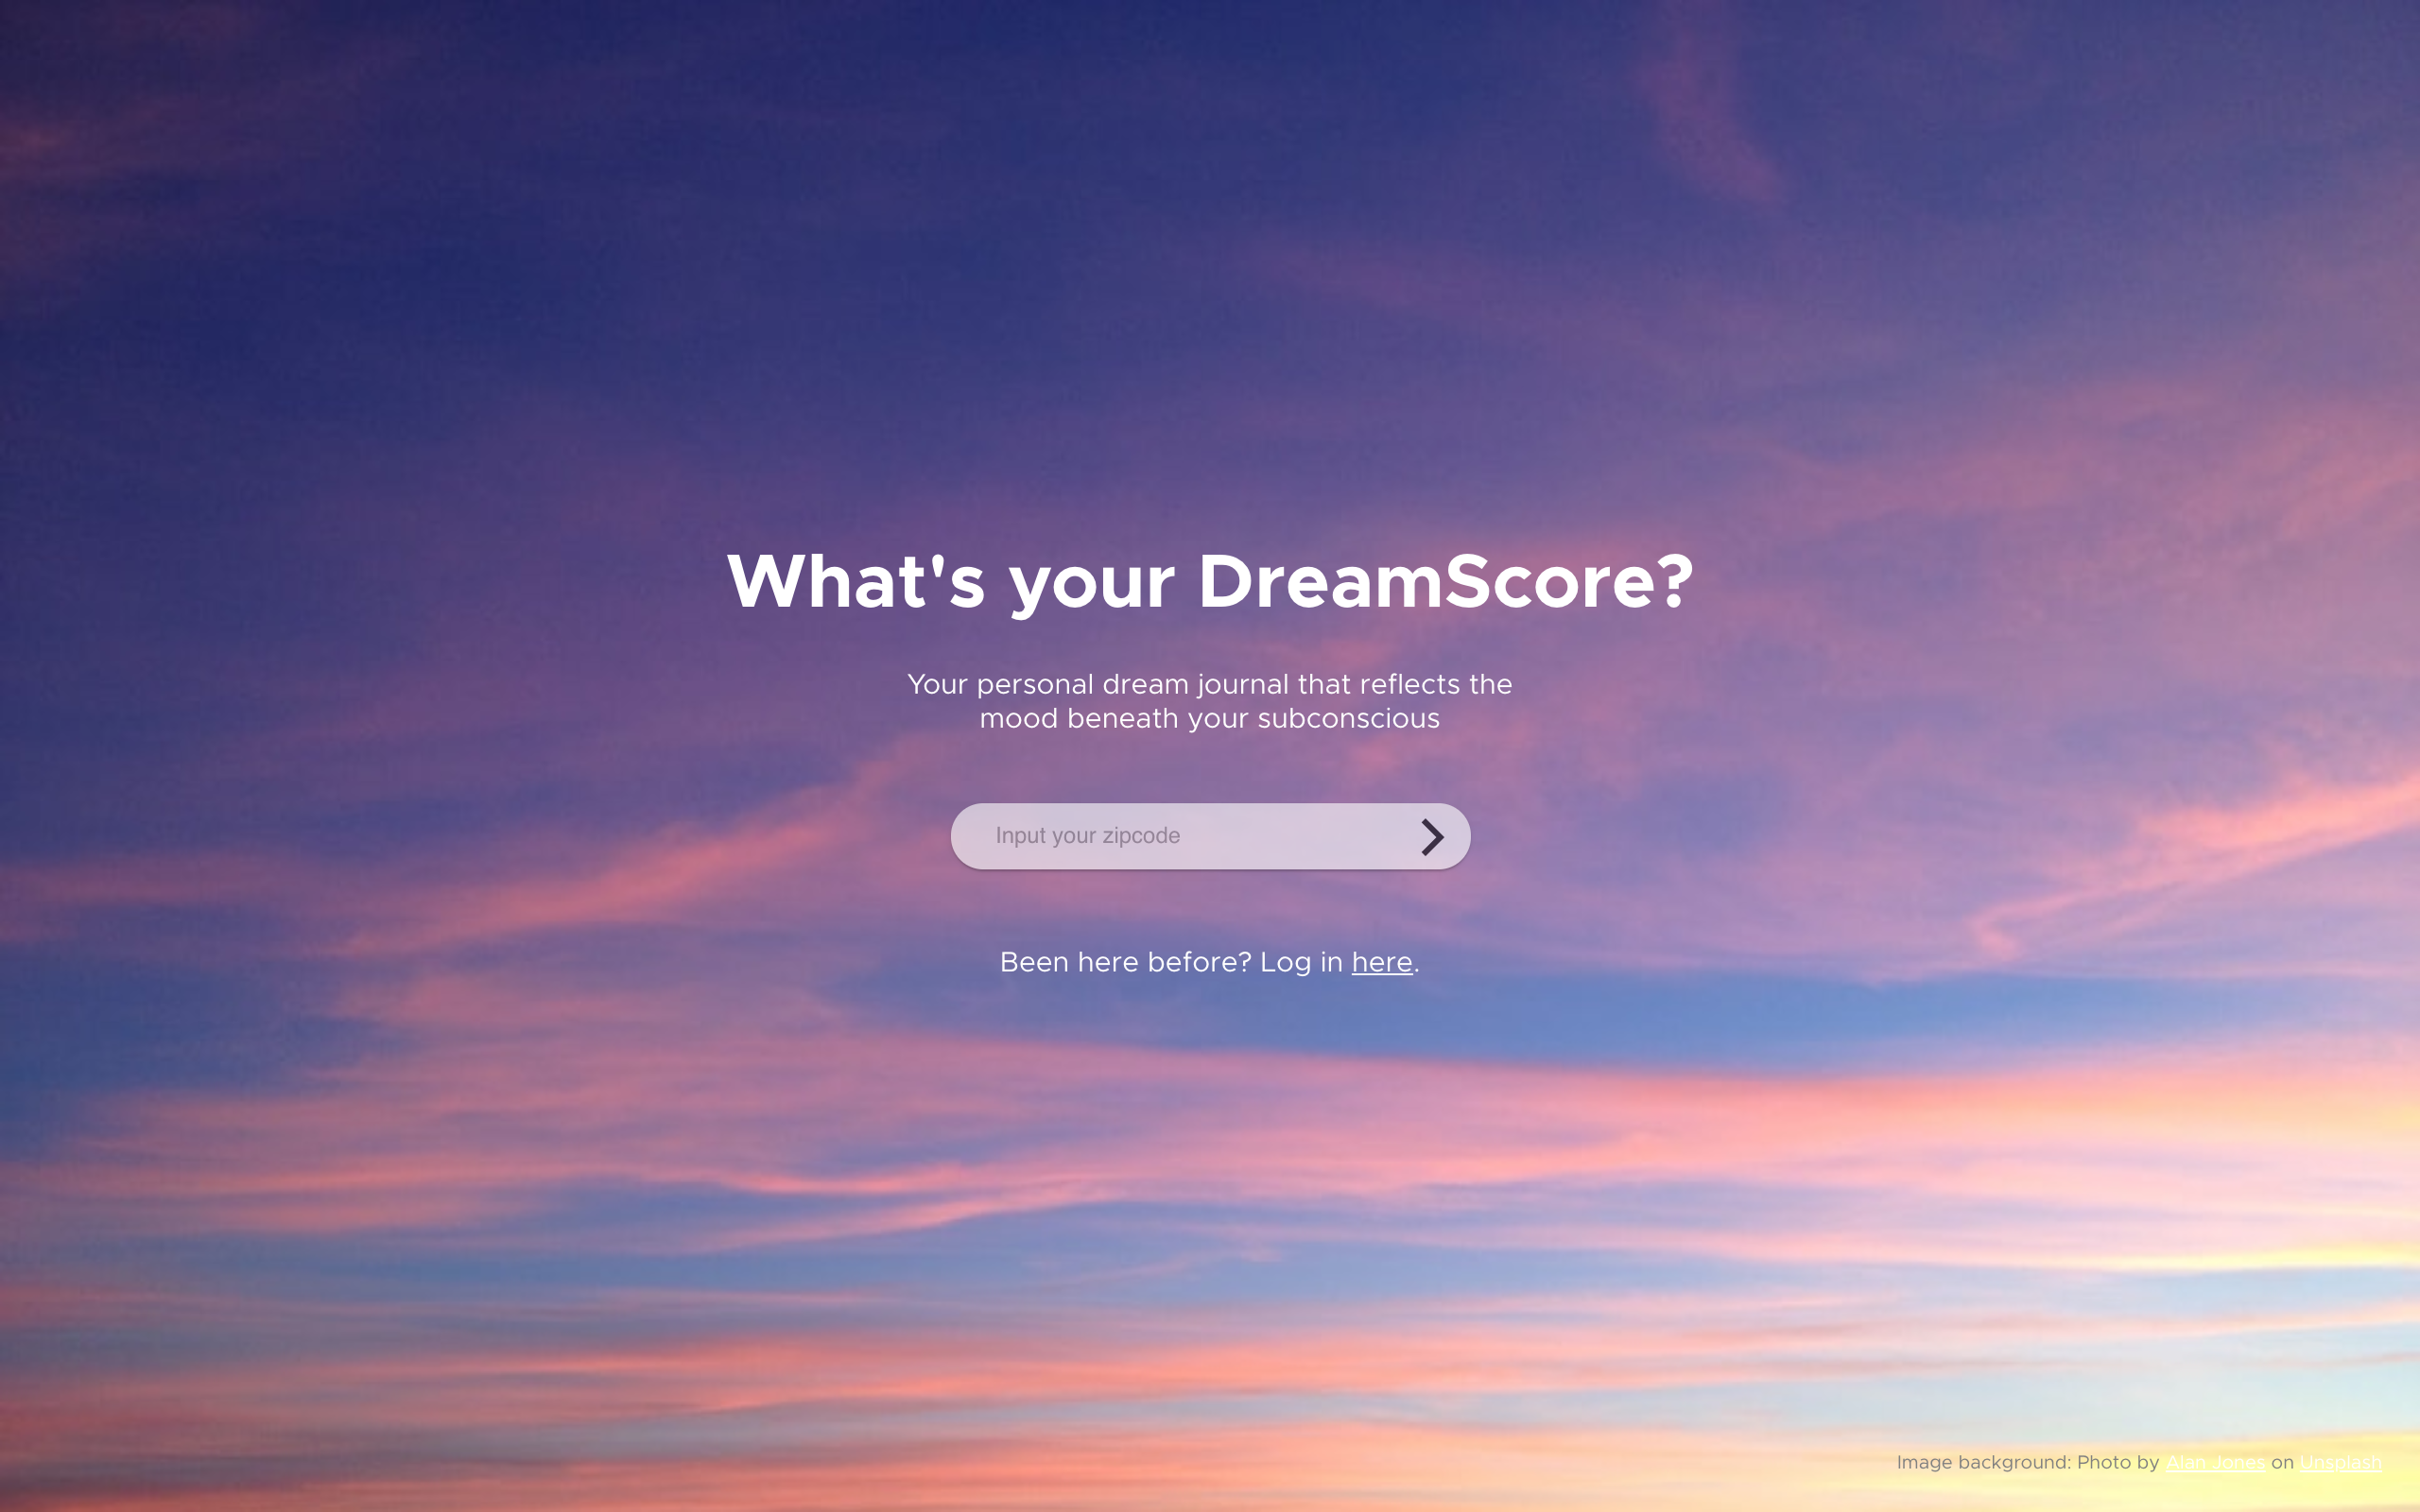 What's your DreamScore?
Your personal dream journal that reflects the
mood beneath your subconscious
Input your zipcode
Been here before? Log in here.
Image background: Photo by Alan Jones on Unsplash